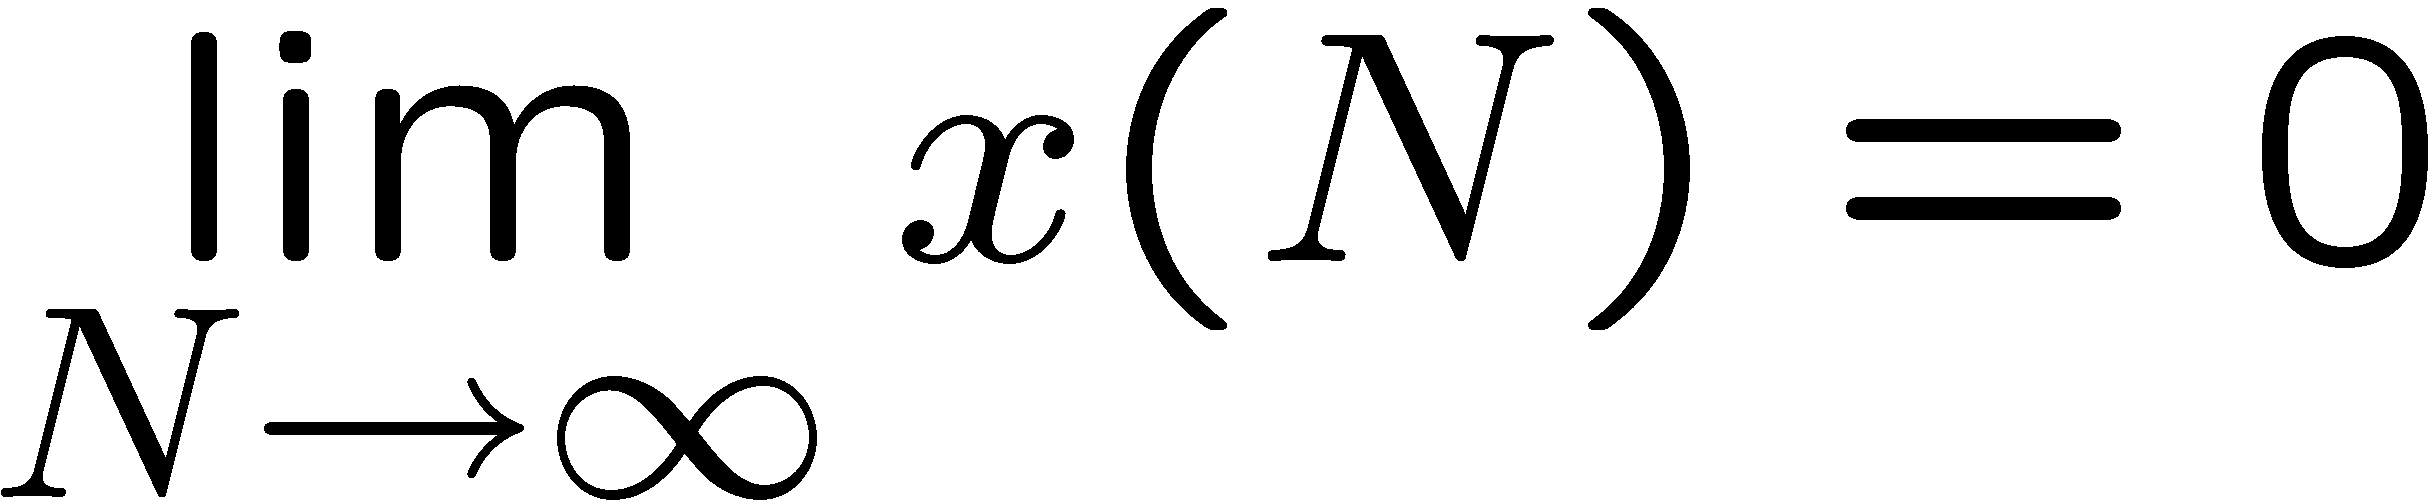 lim x(N) = 0
N→∞